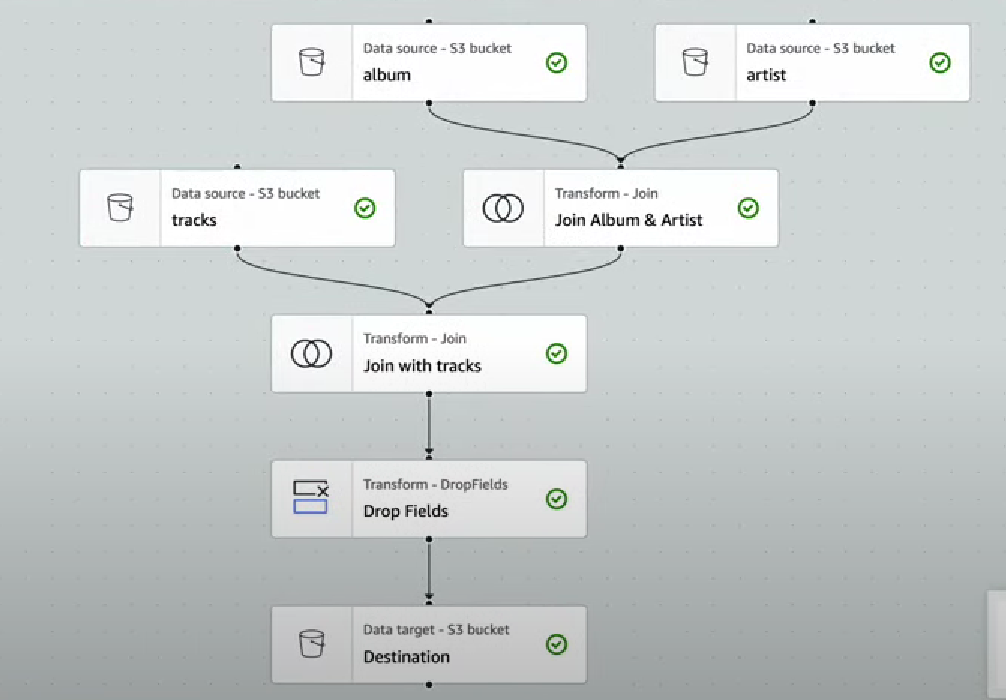 Data source - S3 bucket
album
Data source - S3 bucket
artist
Data source - S3 bucket
tracks
Transform - Join
Join Album & Artist
Transform - Join
Join with tracks
Transform - DropFields
Drop Fields
Data target - S3 bucket
Destination